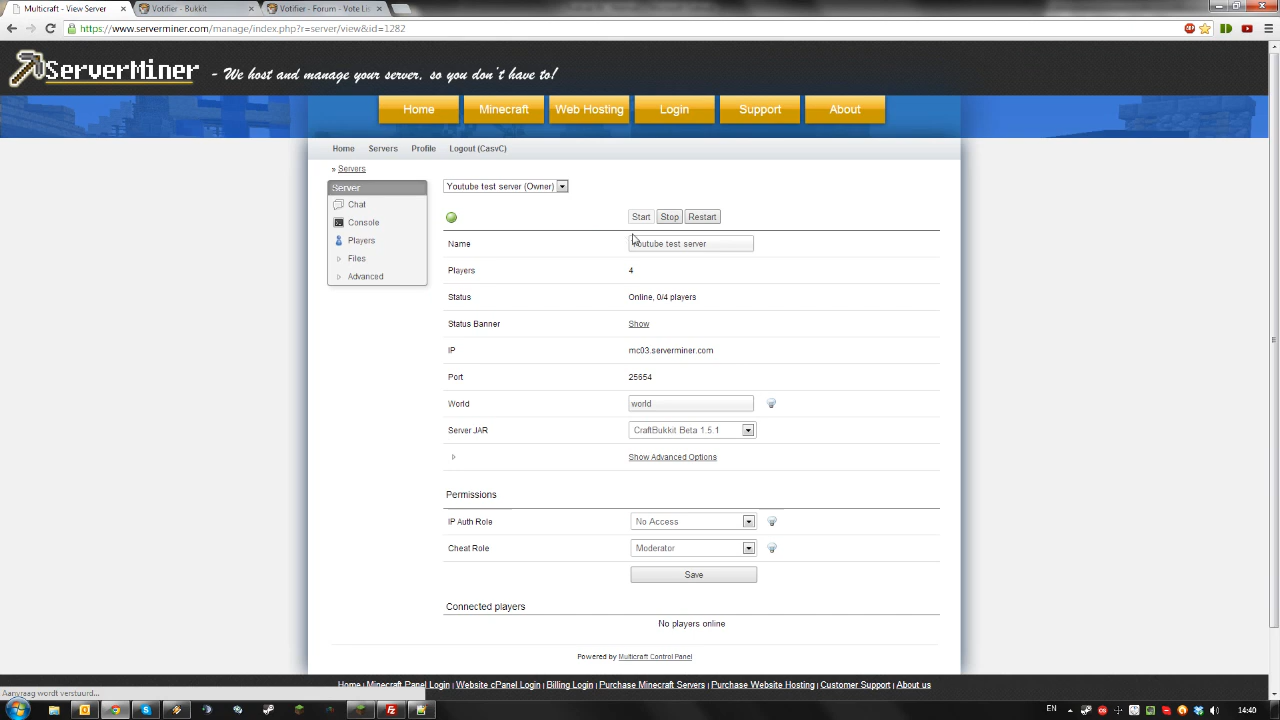 Multicraft - View Server
Votifier - Bukkit
Votifier - Forum - Vote Li
https://www.serverminer.com/manage/index.php?r=server/view&id=1282
ServerMiner - We host and manage your server, so you don't have to!
Home Minecraft Web Hosting Login Support About
Home Servers Profile Logout (CasvC)
» Servers
Server
Chat
Console
Players
Files
Advanced
Youtube test server (Owner)
Start Stop Restart
Name Youtube test server
Players 4
Status Online, 0/4 players
Status Banner Show
IP mc03.serverminer.com
Port 25654
World world
Server JAR CraftBukkit Beta 1.5.1
Show Advanced Options
Permissions
IP Auth Role No Access
Cheat Role Moderator
Save
Connected players
No players online
Powered by Multicraft Control Panel
Home | Minecraft Panel Login | Website cPanel Login | Billing Login | Purchase Minecraft Servers | Purchase Website Hosting | Customer Support | About us
Aanvraag wordt verstuurd...
EN 14:40